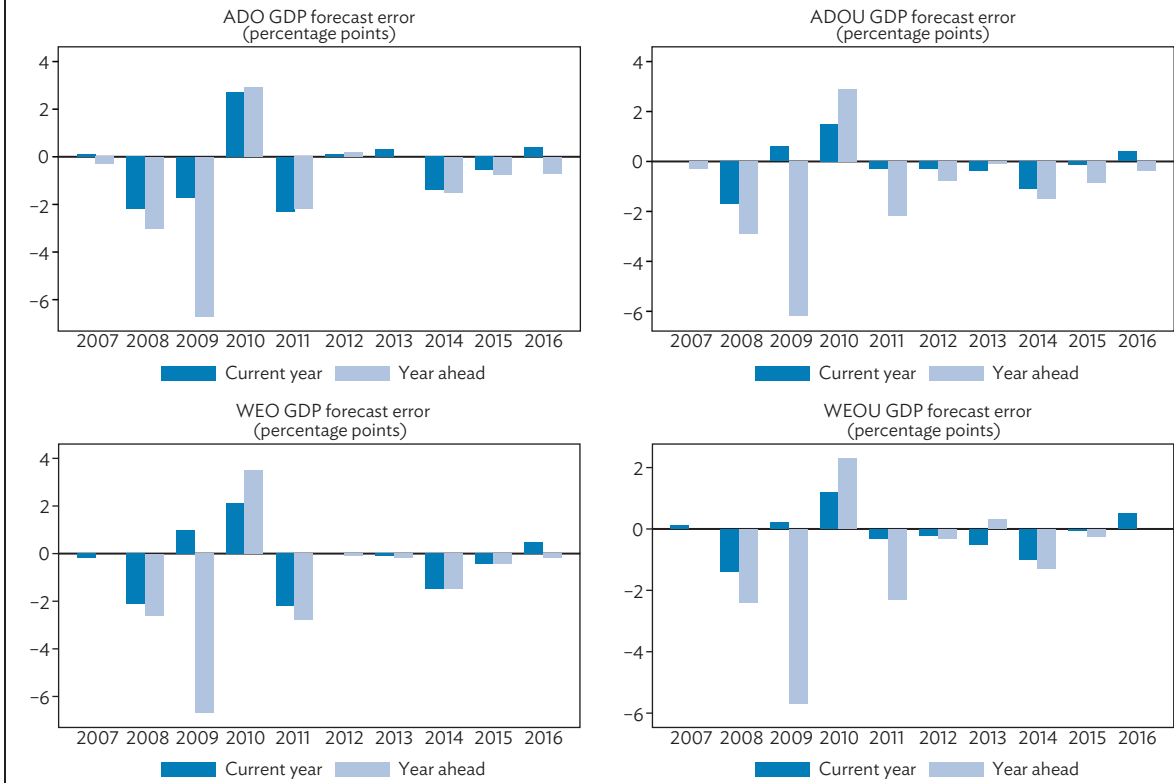 ADO GDP forecast error
(percentage points)
4
2
0
−2
−4
−6
2007 2008 2009 2010 2011 2012 2013 2014 2015 2016
Current year Year ahead
ADOU GDP forecast error
(percentage points)
4
2
0
−2
−4
−6
2007 2008 2009 2010 2011 2012 2013 2014 2015 2016
Current year Year ahead
WEO GDP forecast error
(percentage points)
4
2
0
−2
−4
−6
2007 2008 2009 2010 2011 2012 2013 2014 2015 2016
Current year Year ahead
WEOU GDP forecast error
(percentage points)
2
0
−2
−4
−6
2007 2008 2009 2010 2011 2012 2013 2014 2015 2016
Current year Year ahead